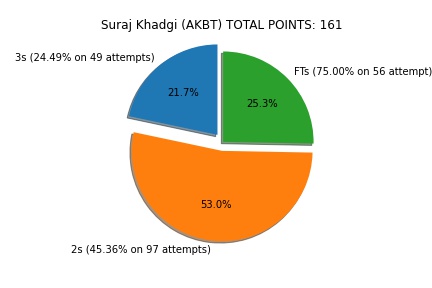 Suraj Khadgi (AKBT) TOTAL POINTS: 161
3s (24.49% on 49 attempts)
FTs (75.00% on 56 attempt)
21.7%
25.3%
53.0%
2s (45.36% on 97 attempts)